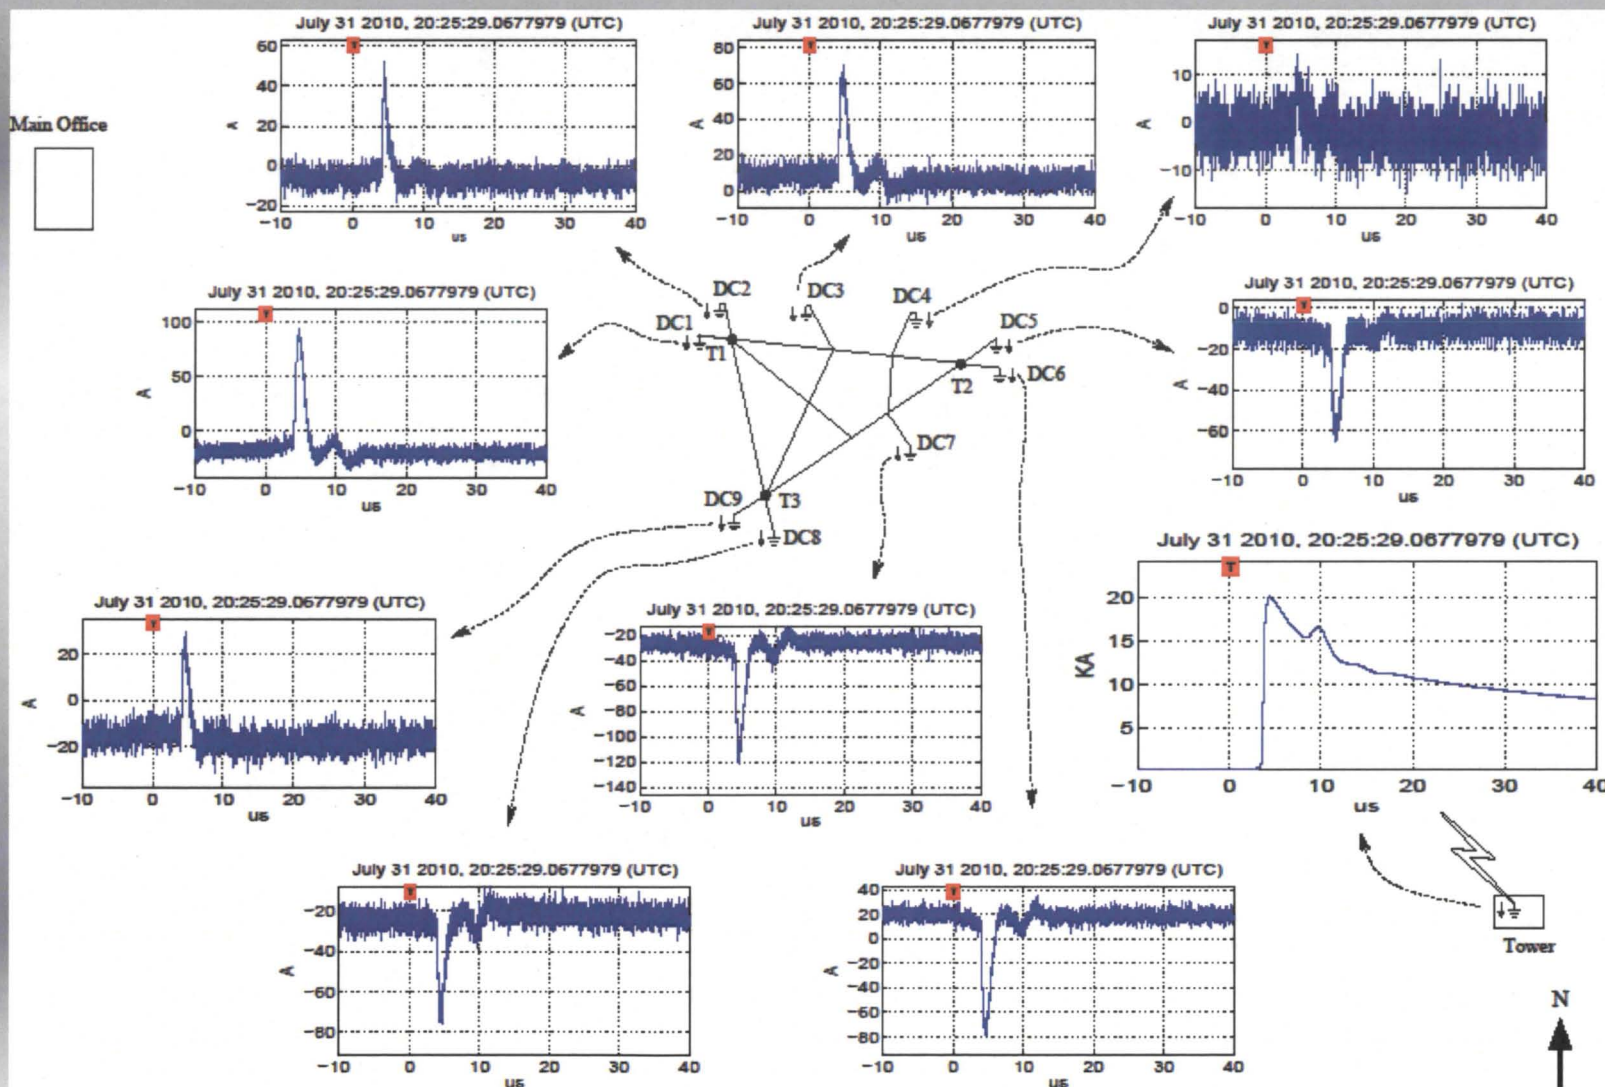 July 31 2010, 20:25:29.0677979 (UTC)
T
60
40
20
0
−20
A
−10 0 10 20 30 40
us
July 31 2010, 20:25:29.0677979 (UTC)
T
80
60
40
20
0
A
−10 0 10 20 30 40
us
July 31 2010, 20:25:29.0677979 (UTC)
T
10
0
−10
A
−10 0 10 20 30 40
us
Main Office
July 31 2010, 20:25:29.0677979 (UTC)
T
100
50
0
A
−10 0 10 20 30 40
us
DC2
DC3
DC4
DC1
T1
DC5
T2
DC6
DC7
DC9
T3
DC8
July 31 2010, 20:25:29.0677979 (UTC)
T
0
−20
−40
−60
A
−10 0 10 20 30 40
us
July 31 2010, 20:25:29.0677979 (UTC)
T
20
0
−20
A
−10 0 10 20 30 40
us
July 31 2010, 20:25:29.0677979 (UTC)
T
−20
−40
−60
−80
−100
−120
−140
A
−10 0 10 20 30 40
us
July 31 2010, 20:25:29.0677979 (UTC)
T
20
15
10
5
KA
−10 0 10 20 30 40
us
July 31 2010, 20:25:29.0677979 (UTC)
T
−20
−40
−60
−80
A
−10 0 10 20 30 40
us
July 31 2010, 20:25:29.0677979 (UTC)
T
40
20
0
−20
−40
−60
−80
A
−10 0 10 20 30 40
us
Tower
N